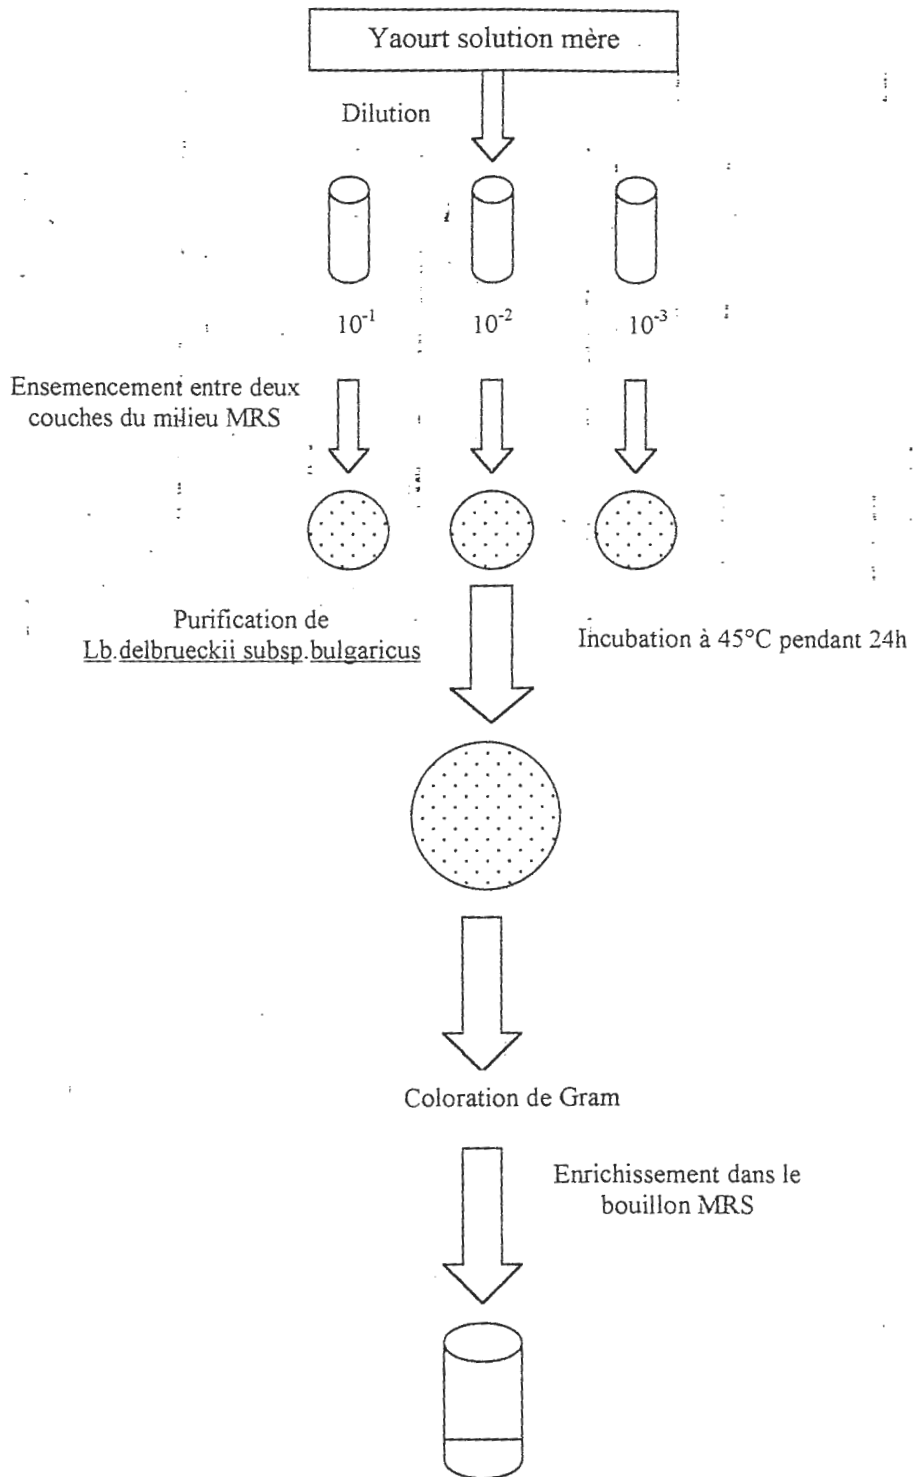 Yaourt solution mère
Dilution
10-1 10-2 10-3
Ensemencement entre deux
couches du milieu MRS
Purification de
Lb.delbrueckii subsp.bulgaricus
Incubation à 45°C pendant 24h
Coloration de Gram
Enrichissement dans le
bouillon MRS